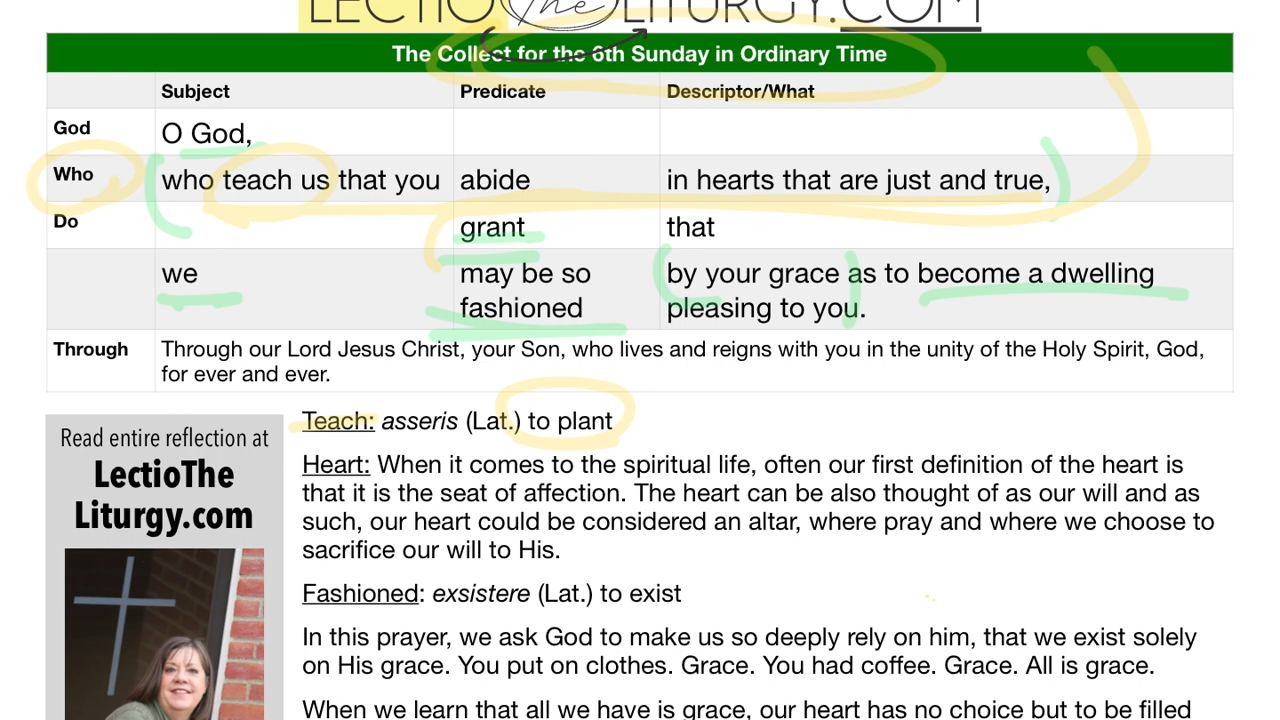 LECTIO The LITURGY.COM
The Collect for the 6th Sunday in Ordinary Time
Subject Predicate Descriptor/What
God O God,
Who who teach us that you abide in hearts that are just and true,
Do grant that
we may be so fashioned by your grace as to become a dwelling pleasing to you.
Through Through our Lord Jesus Christ, your Son, who lives and reigns with you in the unity of the Holy Spirit, God,
for ever and ever.
Read entire reflection at
LectioThe
Liturgy.com
Teach: asseris (Lat.) to plant
Heart: When it comes to the spiritual life, often our first definition of the heart is
that it is the seat of affection. The heart can be also thought of as our will and as
such, our heart could be considered an altar, where pray and where we choose to
sacrifice our will to His.
Fashioned: exsistere (Lat.) to exist
In this prayer, we ask God to make us so deeply rely on him, that we exist solely
on His grace. You put on clothes. Grace. You had coffee. Grace. All is grace.
When we learn that all we have is grace, our heart has no choice but to be filled